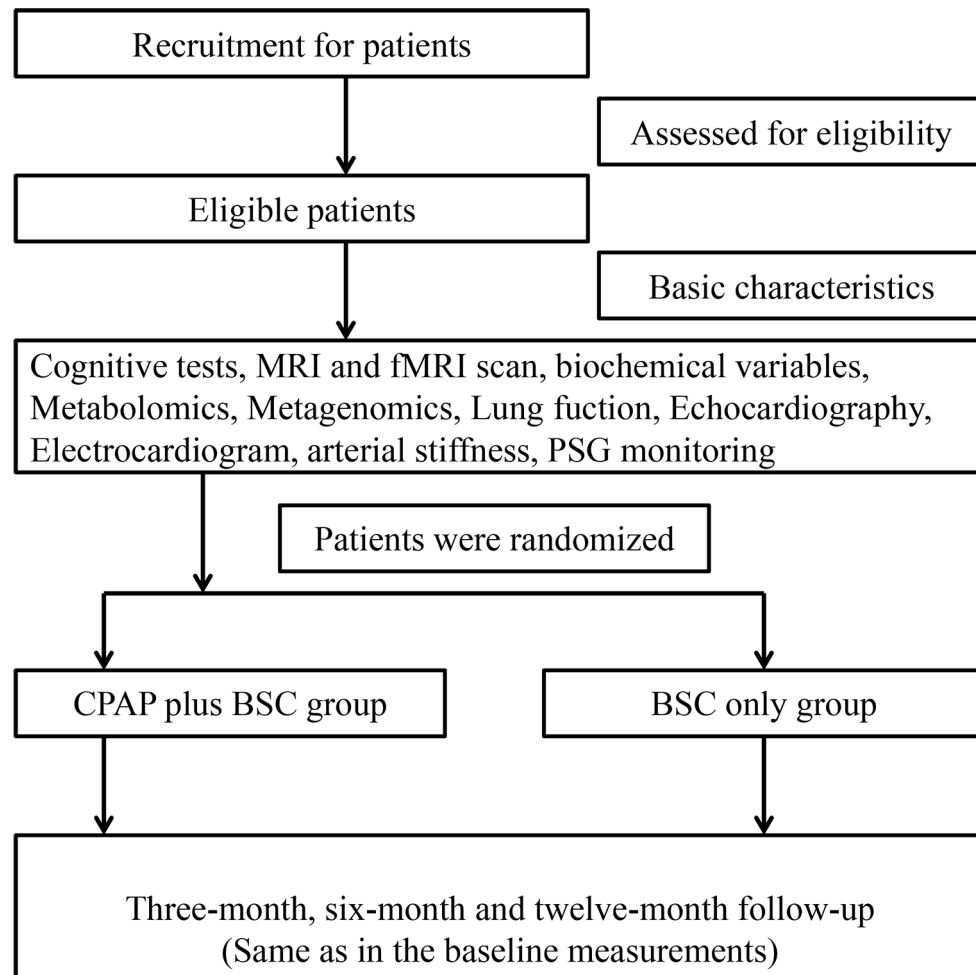 Recruitment for patients
Assessed for eligibility
Eligible patients
Basic characteristics
Cognitive tests, MRI and fMRI scan, biochemical variables,
Metabolomics, Metagenomics, Lung fuction, Echocardiography,
Electrocardiogram, arterial stiffness, PSG monitoring
Patients were randomized
CPAP plus BSC group
BSC only group
Three-month, six-month and twelve-month follow-up
(Same as in the baseline measurements)